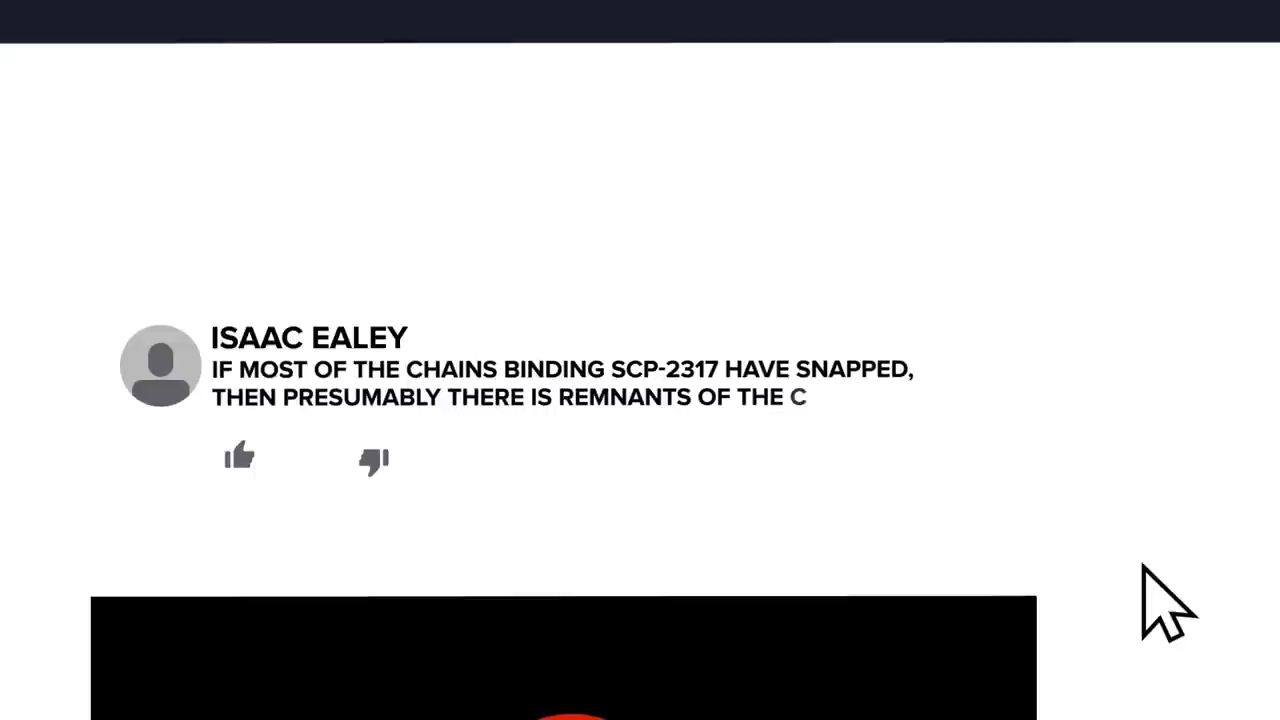 ISAAC EALEY
IF MOST OF THE CHAINS BINDING SCP-2317 HAVE SNAPPED,
THEN PRESUMABLY THERE IS REMNANTS OF THE C